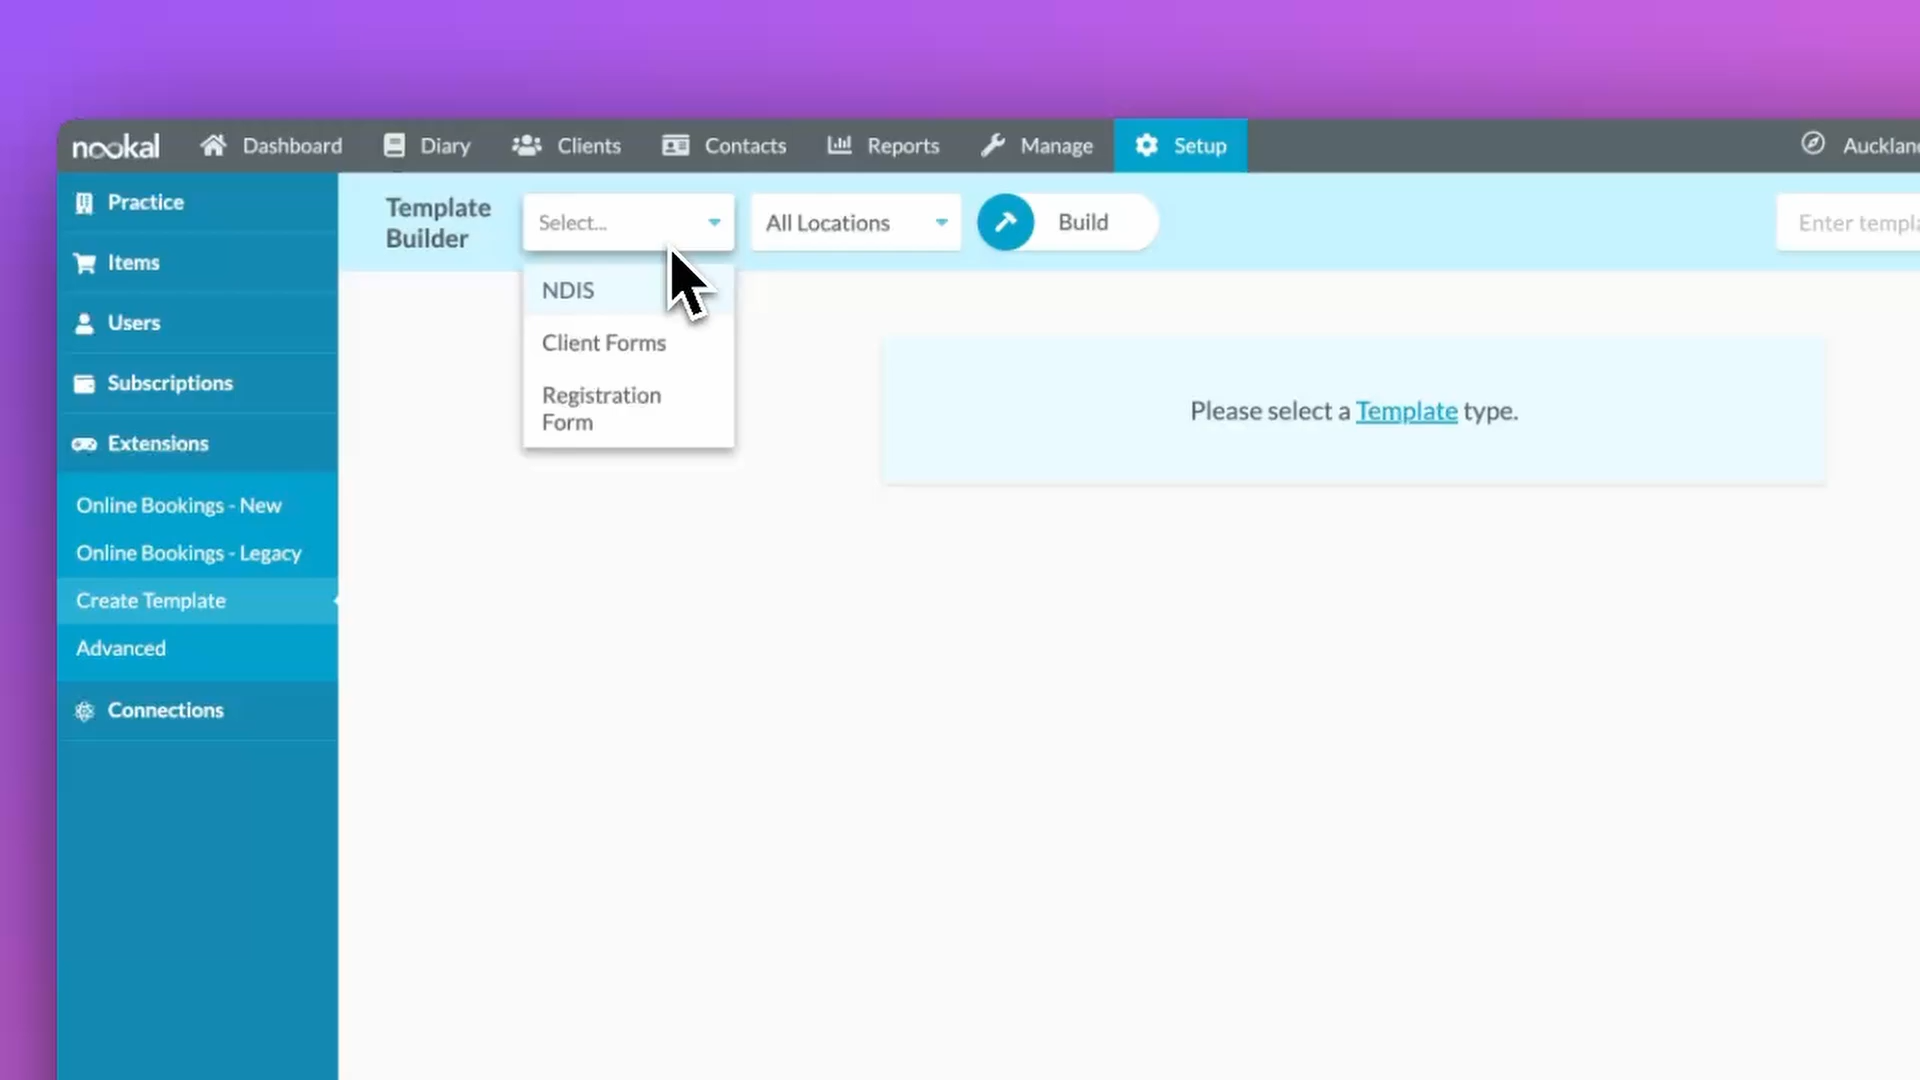 nookal Dashboard Diary Clients Contacts Reports Manage Setup
Practice
Items
Users
Subscriptions
Extensions
Online Bookings - New
Online Bookings - Legacy
Create Template
Advanced
Connections
Template
Builder
Select...
All Locations
Build
Enter
NDIS
Client Forms
Registration
Form
Please select a Template type.